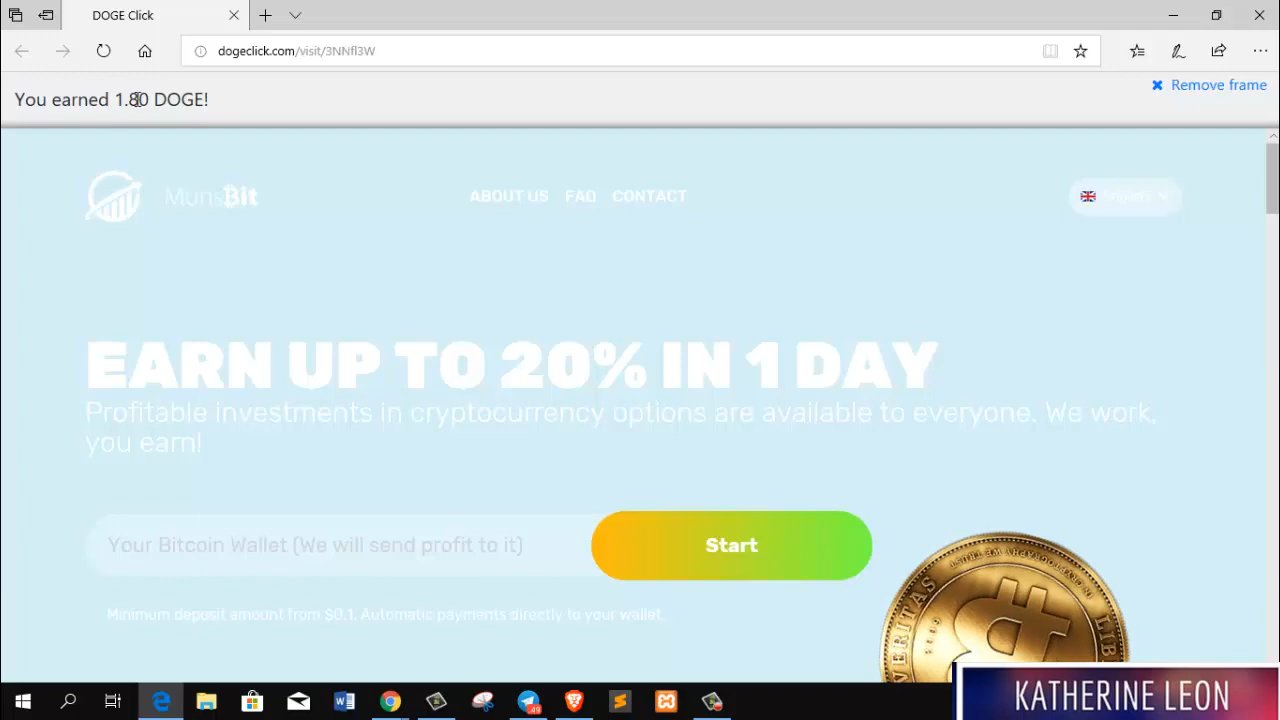 DOGE Click
dogeclick.com/visit/3NNfl3W
You earned 1.80 DOGE!
Remove frame
MunsBit
ABOUT US FAQ CONTACT
English
EARN UP TO 20% IN 1 DAY
Profitable investments in cryptocurrency options are available to everyone. We work,
you earn!
Your Bitcoin Wallet (We will send profit to it)
Start
Minimum deposit amount from $0.1. Automatic payments directly to your wallet.
VERITAS
LIB
49
KATHERINE LEON